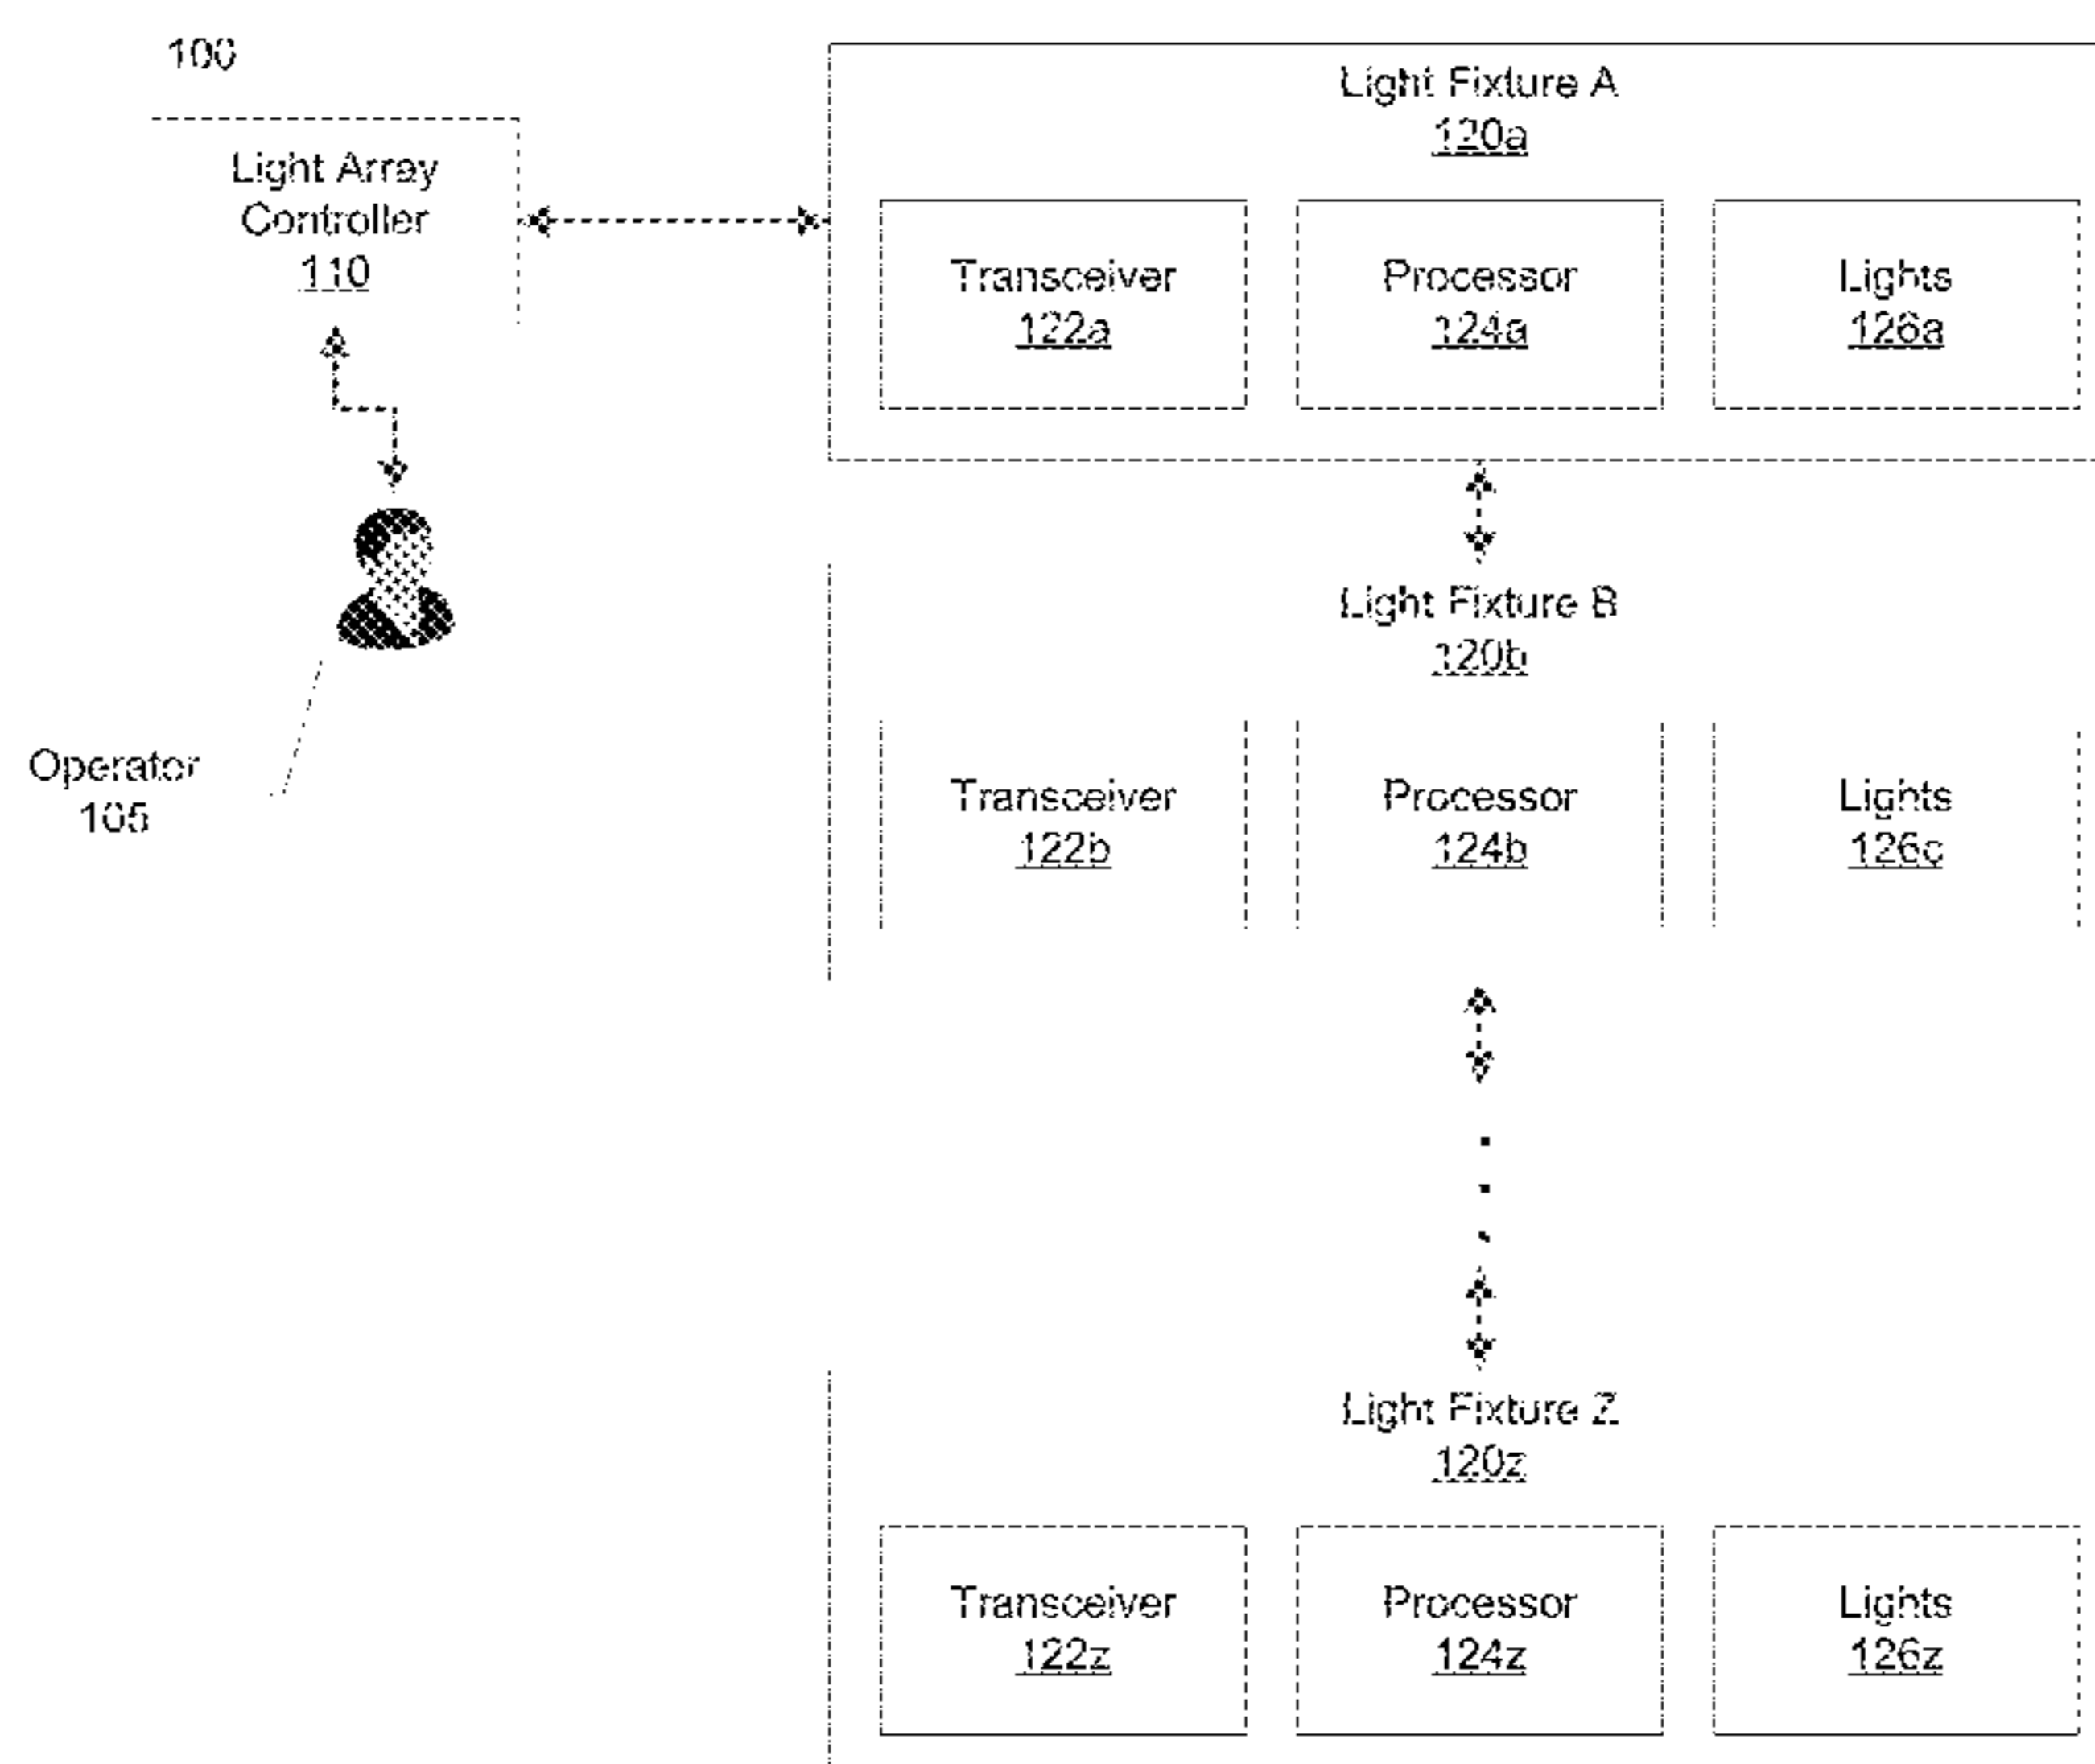 100
Light Array
Controller
110
Operator
105
Light Fixture A
120a
Transceiver
122a
Processor
124a
Lights
126a
Light Fixture B
120b
Transceiver
122b
Processor
124b
Lights
126c
Light Fixture Z
120z
Transceiver
122z
Processor
124z
Lights
126z